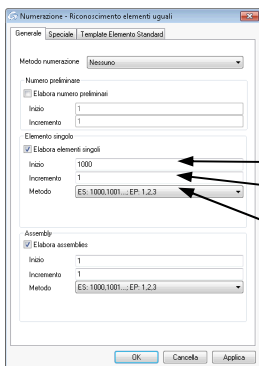 Numerazione - Riconoscimento elementi uguali
Generale Speciale Template Elemento Standard
Metodo numerazione Nessuno
Numero preliminare
Elabora numero preliminari
Inizio 1
Incremento 1
Elemento singolo
Elabora elementi singoli
Inizio 1000
Incremento 1
Metodo ES: 1000,1001...; EP: 1,2,3
Assembly
Elabora assemblies
Inizio 1
Incremento 1
Metodo ES: 1000,1001...; EP: 1,2,3
OK Cancella Applica